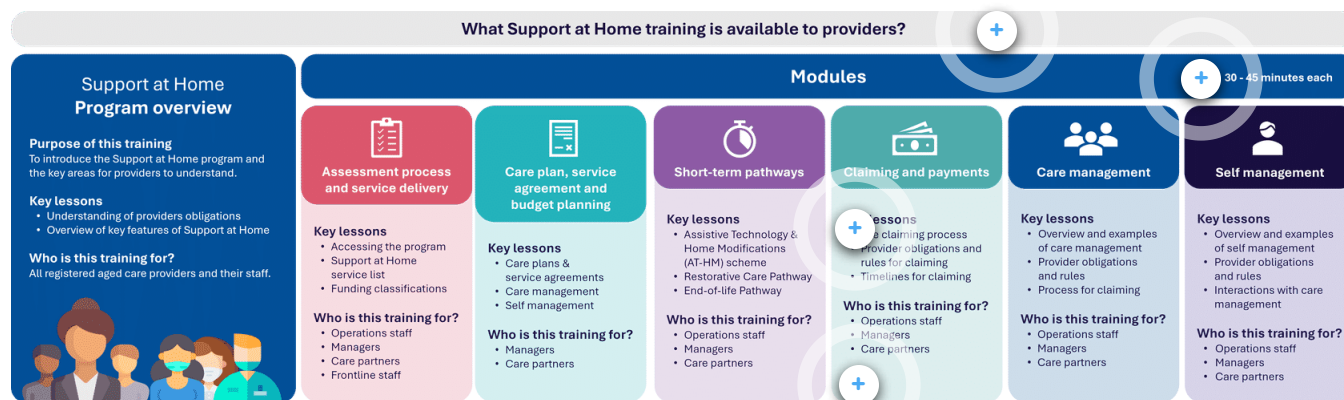 What Support at Home training is available to providers?
Support at Home
Program overview
Purpose of this training
To introduce the Support at Home program and
the key areas for providers to understand.
Key lessons
• Understanding of providers obligations
• Overview of key features of Support at Home
Who is this training for?
All registered aged care providers and their staff.
Modules
30 - 45 minutes each
Assessment process
and service delivery
Key lessons
• Accessing the program
• Support at Home
service list
• Funding classifications
Who is this training for?
• Operations staff
• Managers
• Care partners
• Frontline staff
Care plan, service
agreement and
budget planning
Key lessons
• Care plans &
service agreements
• Care management
• Self management
Who is this training for?
• Managers
• Care partners
Short-term pathways
Key lessons
• Assistive Technology &
Home Modifications
(AT-HM) scheme
• Restorative Care Pathway
• End-of-life Pathway
Who is this training for?
• Operations staff
• Managers
• Care partners
Claiming and payments
lessons
claiming process
Provider obligations and
rules for claiming
• Timelines for claiming
Who is this training for?
• Operations staff
• Managers
• Care partners
Care management
Key lessons
• Overview and examples
of care management
• Provider obligations
and rules
• Process for claiming
Who is this training for?
• Operations staff
• Managers
• Care partners
Self management
Key lessons
• Overview and examples
of self management
• Provider obligations
and rules
• Interactions with care
management
Who is this training for?
• Operations staff
• Managers
• Care partners